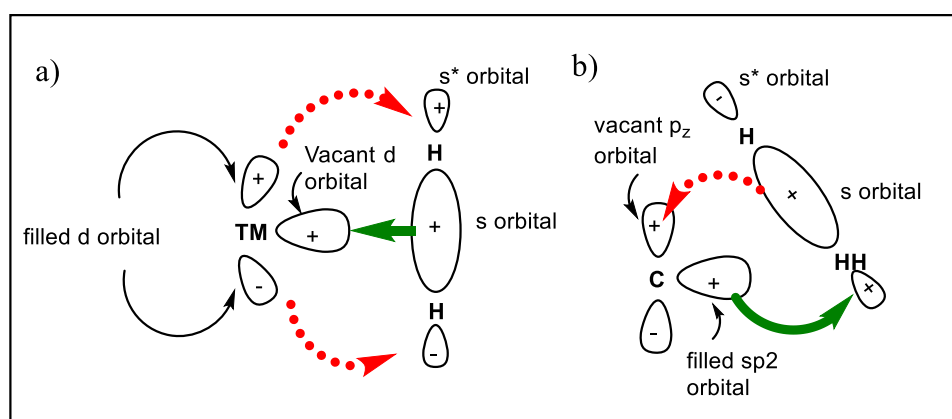 a)
s* orbital
+
H
+
Vacant d
orbital
filled d orbital
TM
+
+
s orbital
-
H
-
b)
s* orbital
-
H
vacant pz
orbital
+
s orbital
+
HH
C
+
+
-
filled sp2
orbital